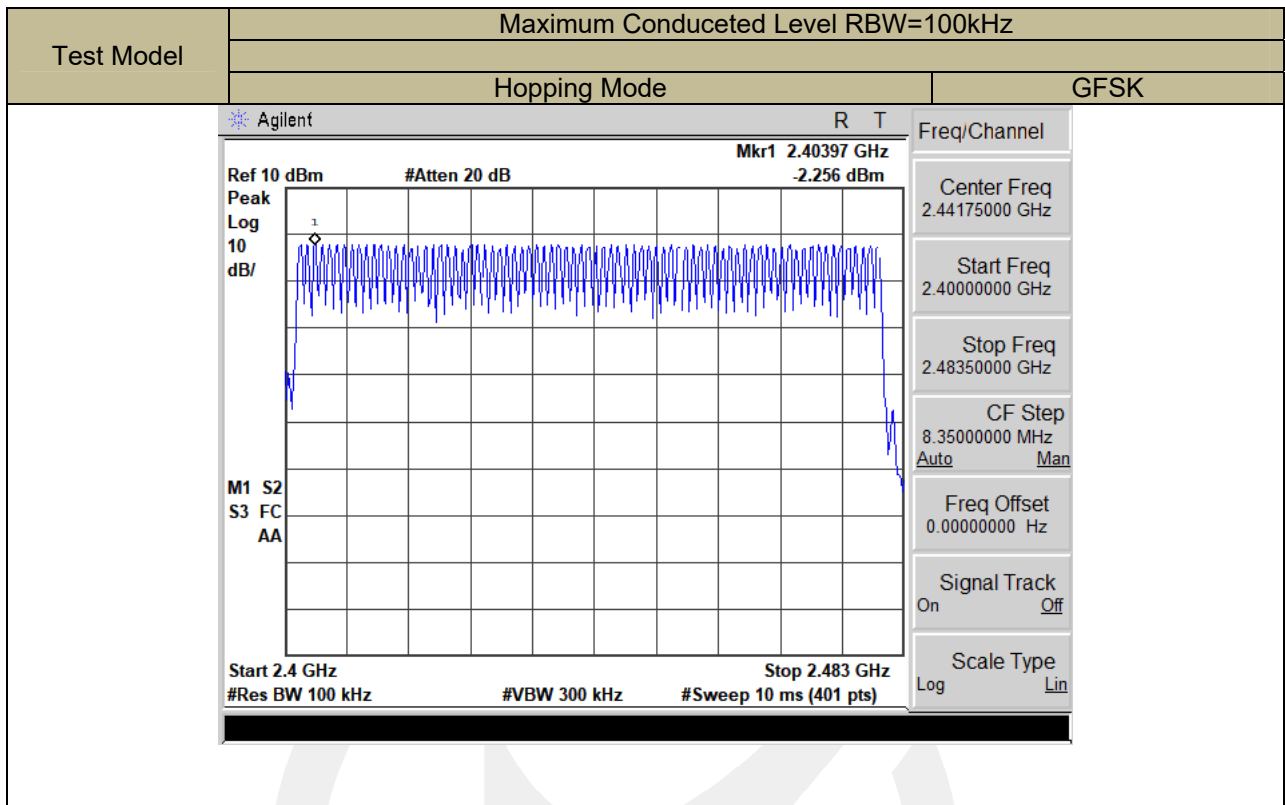 Test Model
Maximum Conduceted Level RBW=100kHz
Hopping Mode
GFSK
Agilent
R T
Mkr1 2.40397 GHz
Ref 10 dBm #Atten 20 dB -2.256 dBm
Peak
Log
10
dB/
1
M1 S2
S3 FC
AA
Start 2.4 GHz Stop 2.483 GHz
#Res BW 100 kHz #VBW 300 kHz #Sweep 10 ms (401 pts)
Freq/Channel
Center Freq
2.44175000 GHz
Start Freq
2.40000000 GHz
Stop Freq
2.48350000 GHz
CF Step
8.35000000 MHz
Auto Man
Freq Offset
0.00000000 Hz
Signal Track
On Off
Scale Type
Log Lin